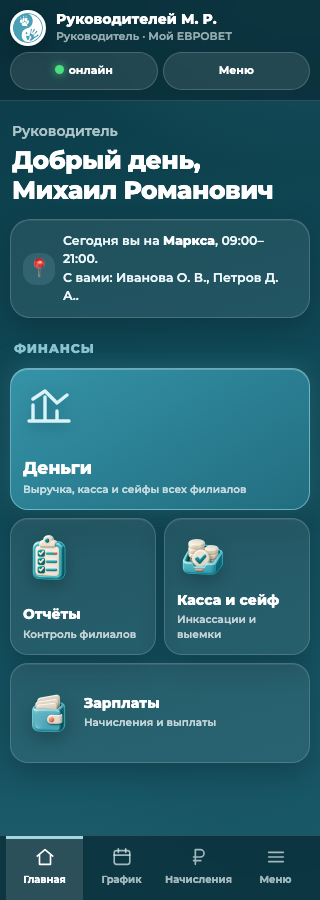 Руководителей М. Р.
Руководитель · Мой ЕВРОВЕТ
онлайн
Меню
Руководитель
Добрый день,
Михаил Романович
Сегодня вы на Маркса, 09:00–
21:00.
С вами: Иванова О. В., Петров Д.
А..
ФИНАНСЫ
Деньги
Выручка, касса и сейфы всех филиалов
Отчёты
Контроль филиалов
Касса и сейф
Инкассации и
выемки
Зарплаты
Начисления и выплаты
Главная
График
Начисления
Меню